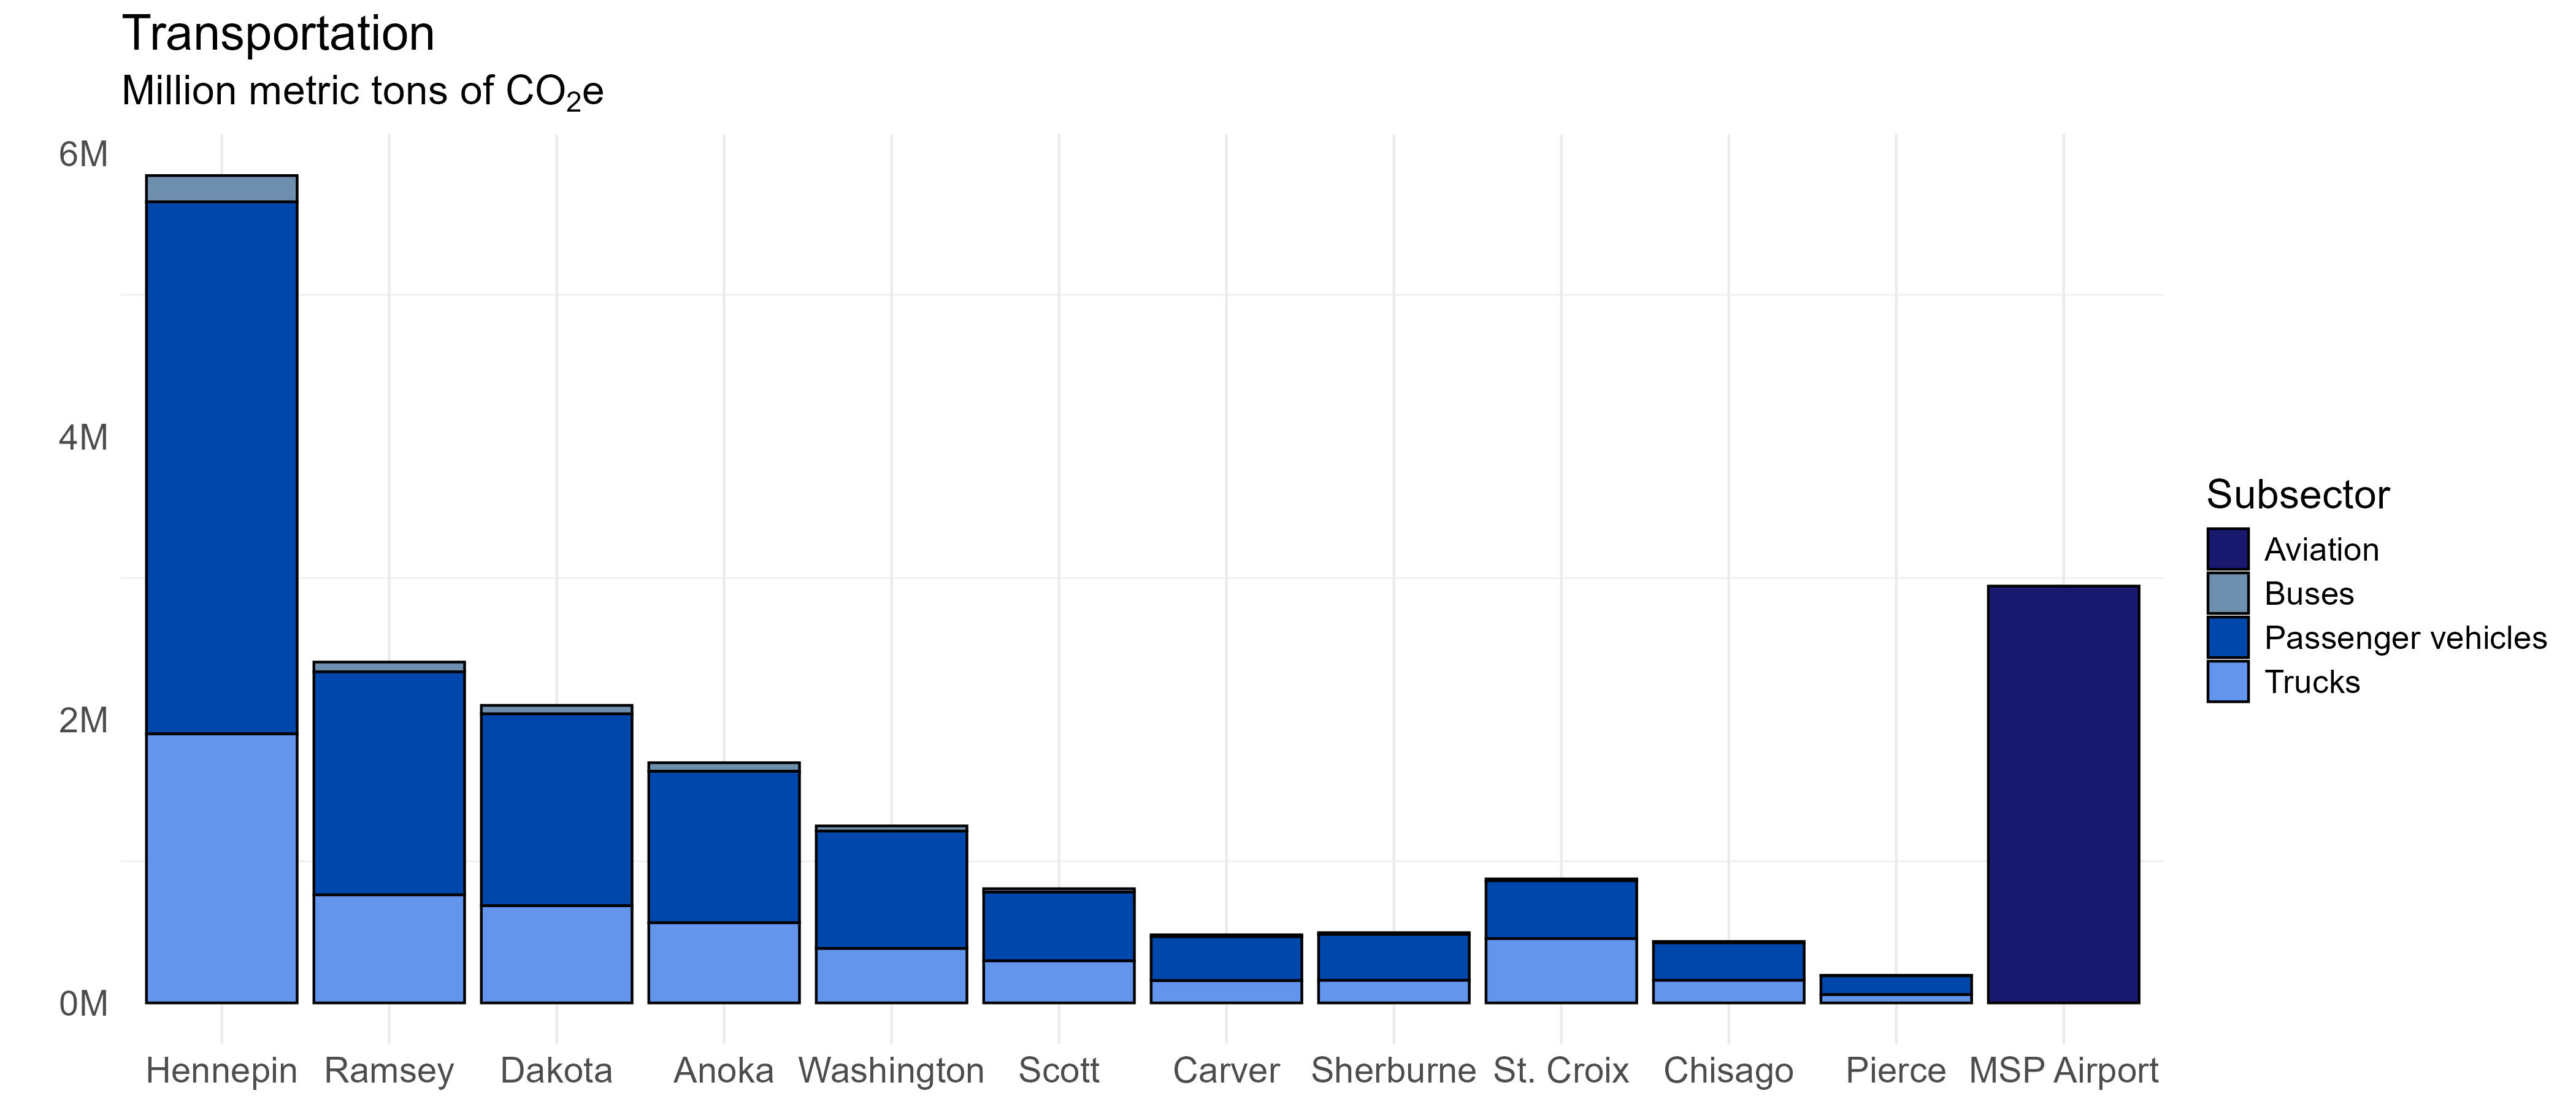 Transportation
Million metric tons of CO₂e
6M
4M
2M
0M
Hennepin Ramsey Dakota Anoka Washington Scott Carver Sherburne St. Croix Chisago Pierce MSP Airport
Subsector
Aviation
Buses
Passenger vehicles
Trucks